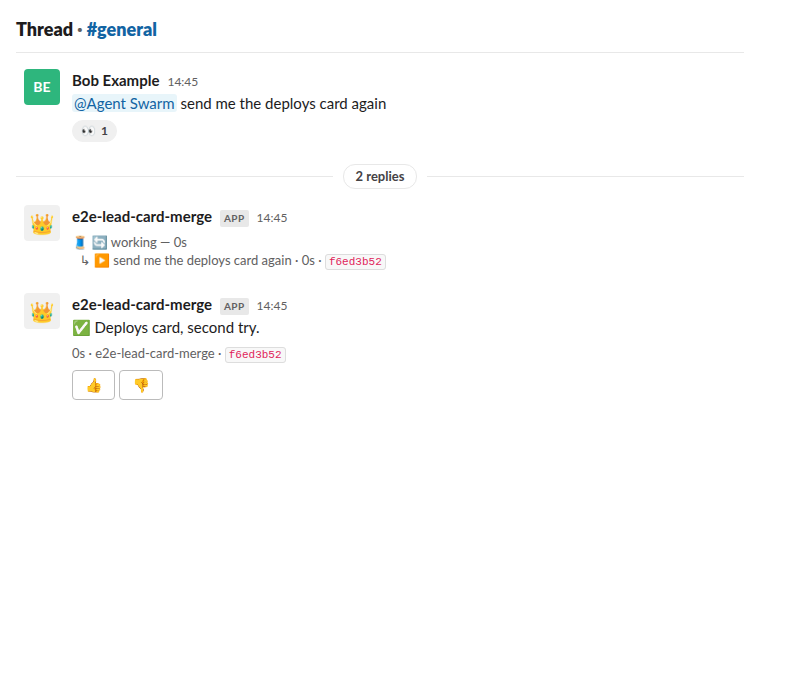 Thread • #general
BE
Bob Example 14:45
@Agent Swarm send me the deploys card again
👀 1
2 replies
e2e-lead-card-merge APP 14:45
🧵 🔄 working — 0s
↳ ▶️ send me the deploys card again · 0s · f6ed3b52
e2e-lead-card-merge APP 14:45
✅ Deploys card, second try.
0s · e2e-lead-card-merge · f6ed3b52
👍 👎